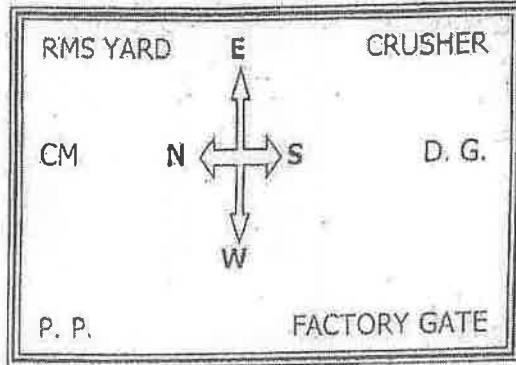 RMS YARD E CRUSHER
CM N S D. G.
W
P. P. FACTORY GATE